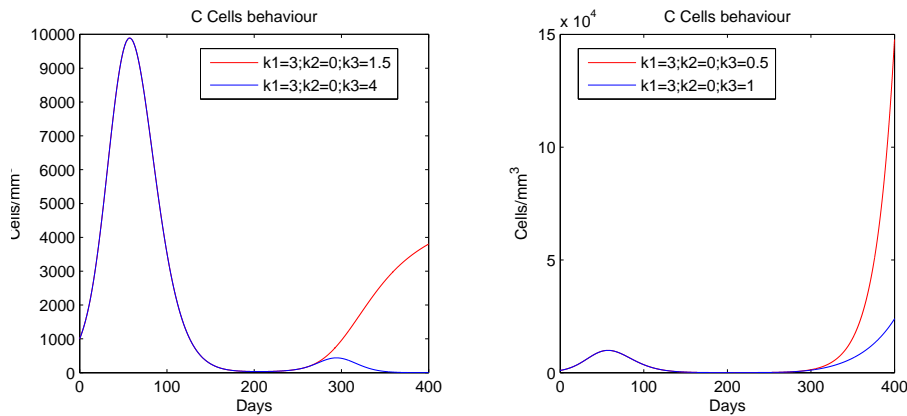 C Cells behaviour
10000
9000
8000
7000
6000
5000
4000
3000
2000
1000
0
Cells/mm
k1=3;k2=0;k3=1.5
k1=3;k2=0;k3=4
0
100
200
300
400
Days
C Cells behaviour
x 10^4
15
10
5
0
Cells/mm³
k1=3;k2=0;k3=0.5
k1=3;k2=0;k3=1
0
100
200
300
400
Days